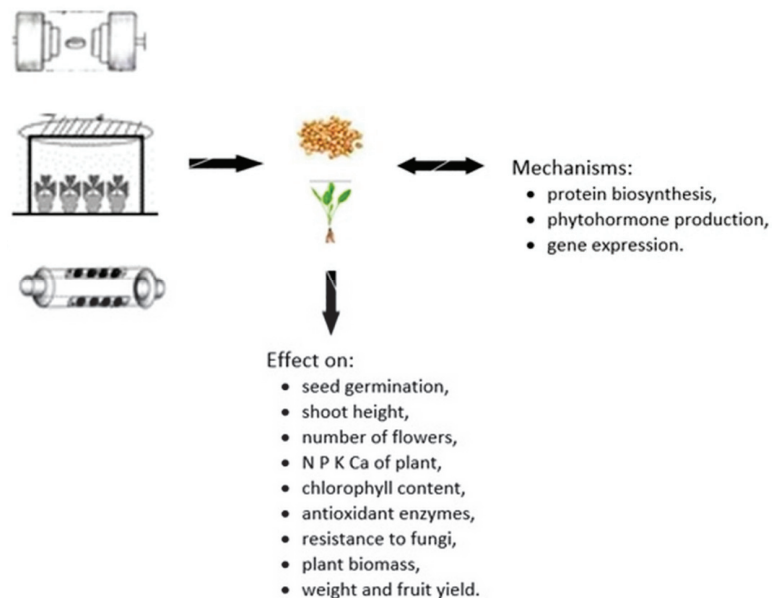 Mechanisms:
• protein biosynthesis,
• phytohormone production,
• gene expression.
Effect on:
• seed germination,
• shoot height,
• number of flowers,
• N P K Ca of plant,
• chlorophyll content,
• antioxidant enzymes,
• resistance to fungi,
• plant biomass,
• weight and fruit yield.